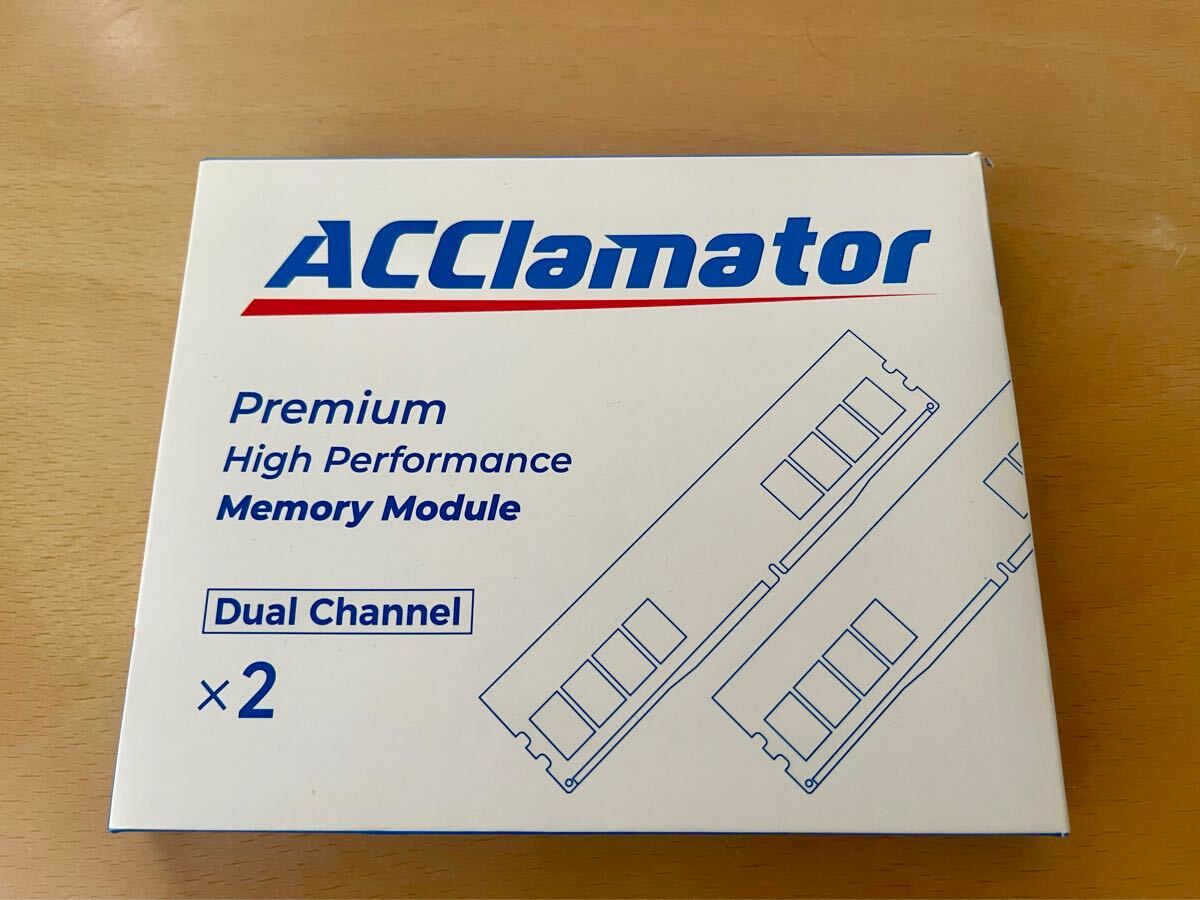 ACClamator
Premium
High Performance
Memory Module
Dual Channel
×2